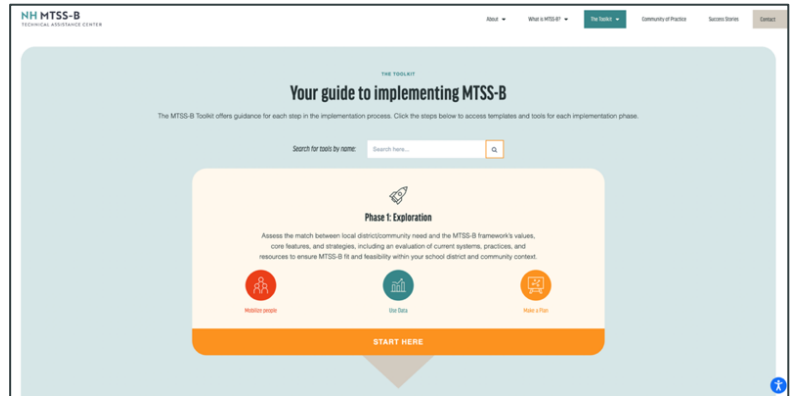 NH MTSS-B
TECHNICAL ASSISTANCE CENTER
About
What is MTSS-B?
The Toolkit
Community of Practice
Success Stories
Contact
THE TOOLKIT
Your guide to implementing MTSS-B
The MTSS-B Toolkit offers guidance for each step in the implementation process. Click the steps below to access templates and tools for each implementation phase.
Search for tools by name:
Search here...
Phase 1: Exploration
Assess the match between local district/community need and the MTSS-B framework's values,
core features, and strategies, including an evaluation of current systems, practices, and
resources to ensure MTSS-B fit and feasibility within your school district and community context.
Mobilize people
Use Data
Make a Plan
START HERE